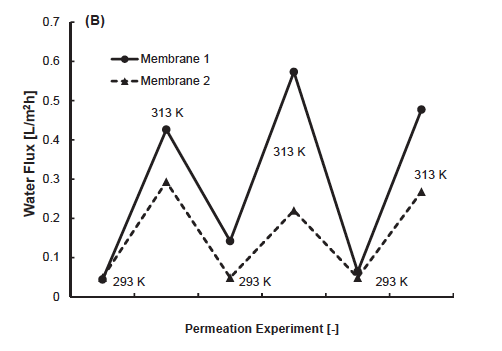 (B)
0.7
0.6
0.5
0.4
0.3
0.2
0.1
0
Water Flux [L/m²h]
Membrane 1
Membrane 2
313 K
313 K
313 K
293 K
293 K
293 K
Permeation Experiment [-]